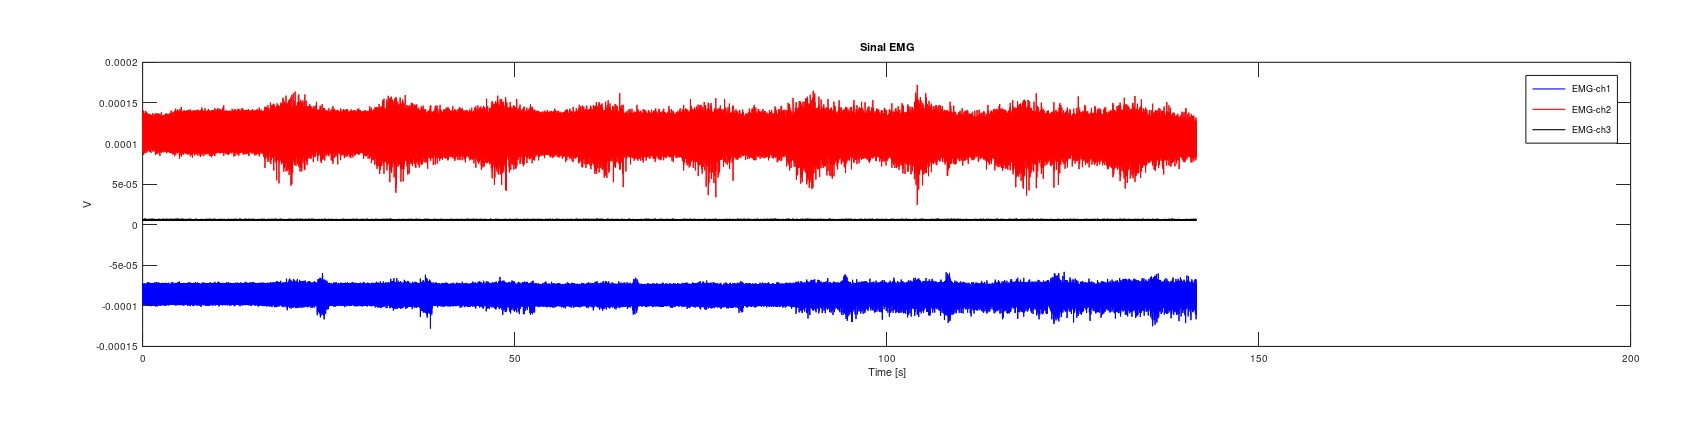 Sinal EMG
0.0002
0.00015
0.0001
5e-05
0
-5e-05
-0.0001
-0.00015
V
0 50 100 150 200
Time [s]
EMG-ch1
EMG-ch2
EMG-ch3